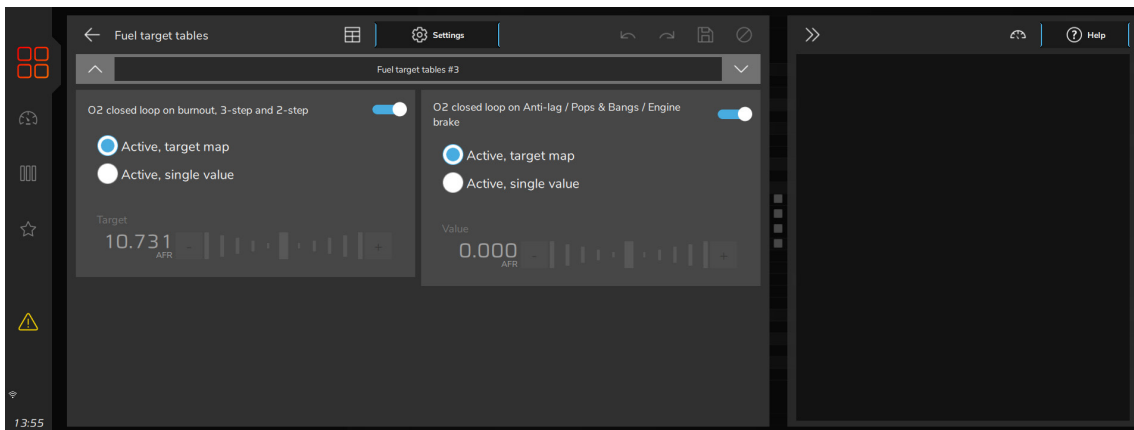 Fuel target tables
Settings
Help
Fuel target tables #3
O2 closed loop on burnout, 3-step and 2-step
Active, target map
Active, single value
Target
10.731
AFR
-
+
O2 closed loop on Anti-lag / Pops & Bangs / Engine
brake
Active, target map
Active, single value
Value
0.000
AFR
-
+
13:55